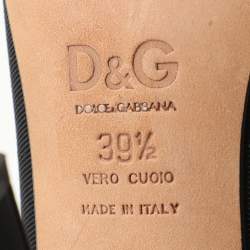 D&G
DOLCE & GABBANA
39½
VERO CUOIO
MADE IN ITALY